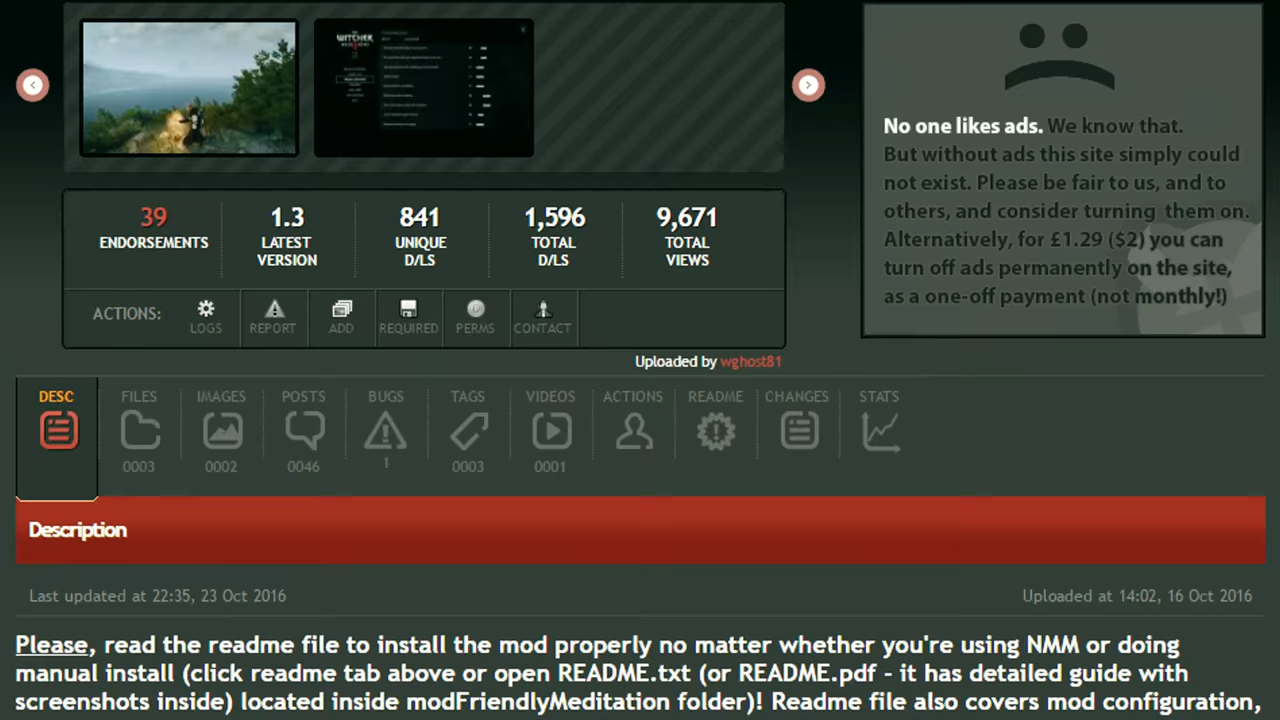 WITCHER
No one likes ads. We know that.
But without ads this site simply could
not exist. Please be fair to us, and to
others, and consider turning them on.
Alternatively, for £1.29 ($2) you can
turn off ads permanently on the site,
as a one-off payment (not monthly!)
39 1.3 841 1,596 9,671
ENDORSEMENTS LATEST VERSION UNIQUE D/LS TOTAL D/LS TOTAL VIEWS
ACTIONS: LOGS REPORT ADD REQUIRED PERMS CONTACT
Uploaded by wghost81
DESC FILES IMAGES POSTS BUGS TAGS VIDEOS ACTIONS README CHANGES STATS
0003 0002 0046 1 0003 0001
Description
Last updated at 22:35, 23 Oct 2016 Uploaded at 14:02, 16 Oct 2016
Please, read the readme file to install the mod properly no matter whether you're using NMM or doing
manual install (click readme tab above or open README.txt (or README.pdf - it has detailed guide with
screenshots inside) located inside modFriendlyMeditation folder)! Readme file also covers mod configuration,